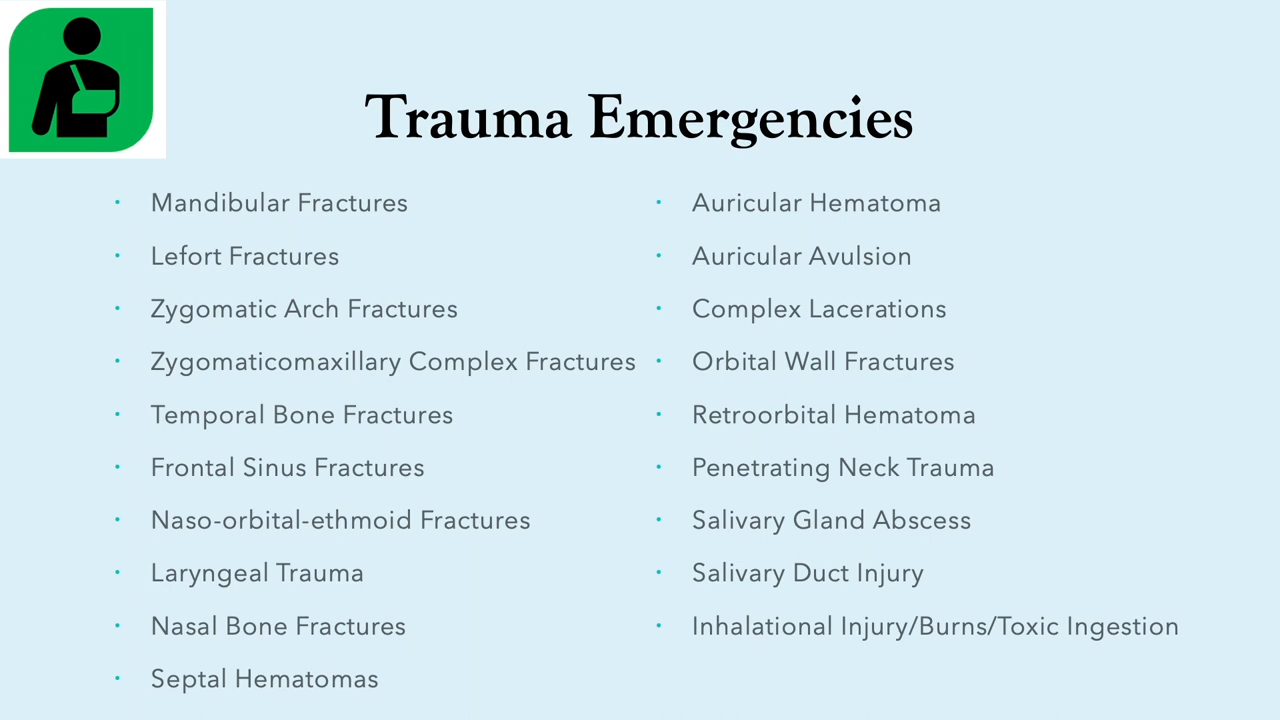 Trauma Emergencies
· Mandibular Fractures
· Lefort Fractures
· Zygomatic Arch Fractures
· Zygomaticomaxillary Complex Fractures
· Temporal Bone Fractures
· Frontal Sinus Fractures
· Naso-orbital-ethmoid Fractures
· Laryngeal Trauma
· Nasal Bone Fractures
· Septal Hematomas
· Auricular Hematoma
· Auricular Avulsion
· Complex Lacerations
· Orbital Wall Fractures
· Retroorbital Hematoma
· Penetrating Neck Trauma
· Salivary Gland Abscess
· Salivary Duct Injury
· Inhalational Injury/Burns/Toxic Ingestion